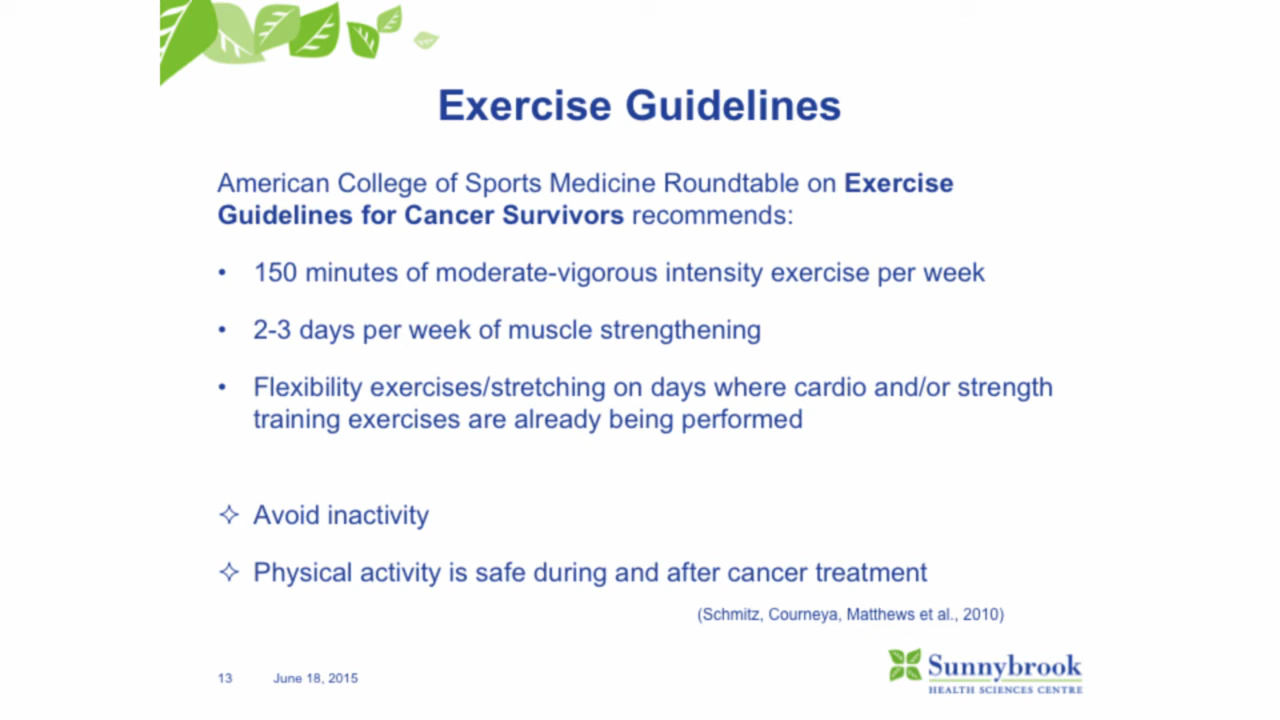 Exercise Guidelines
American College of Sports Medicine Roundtable on Exercise
Guidelines for Cancer Survivors recommends:
• 150 minutes of moderate-vigorous intensity exercise per week
• 2-3 days per week of muscle strengthening
• Flexibility exercises/stretching on days where cardio and/or strength
training exercises are already being performed
✧ Avoid inactivity
✧ Physical activity is safe during and after cancer treatment
(Schmitz, Courneya, Matthews et al., 2010)
13 June 18, 2015
Sunnybrook
HEALTH SCIENCES CENTRE